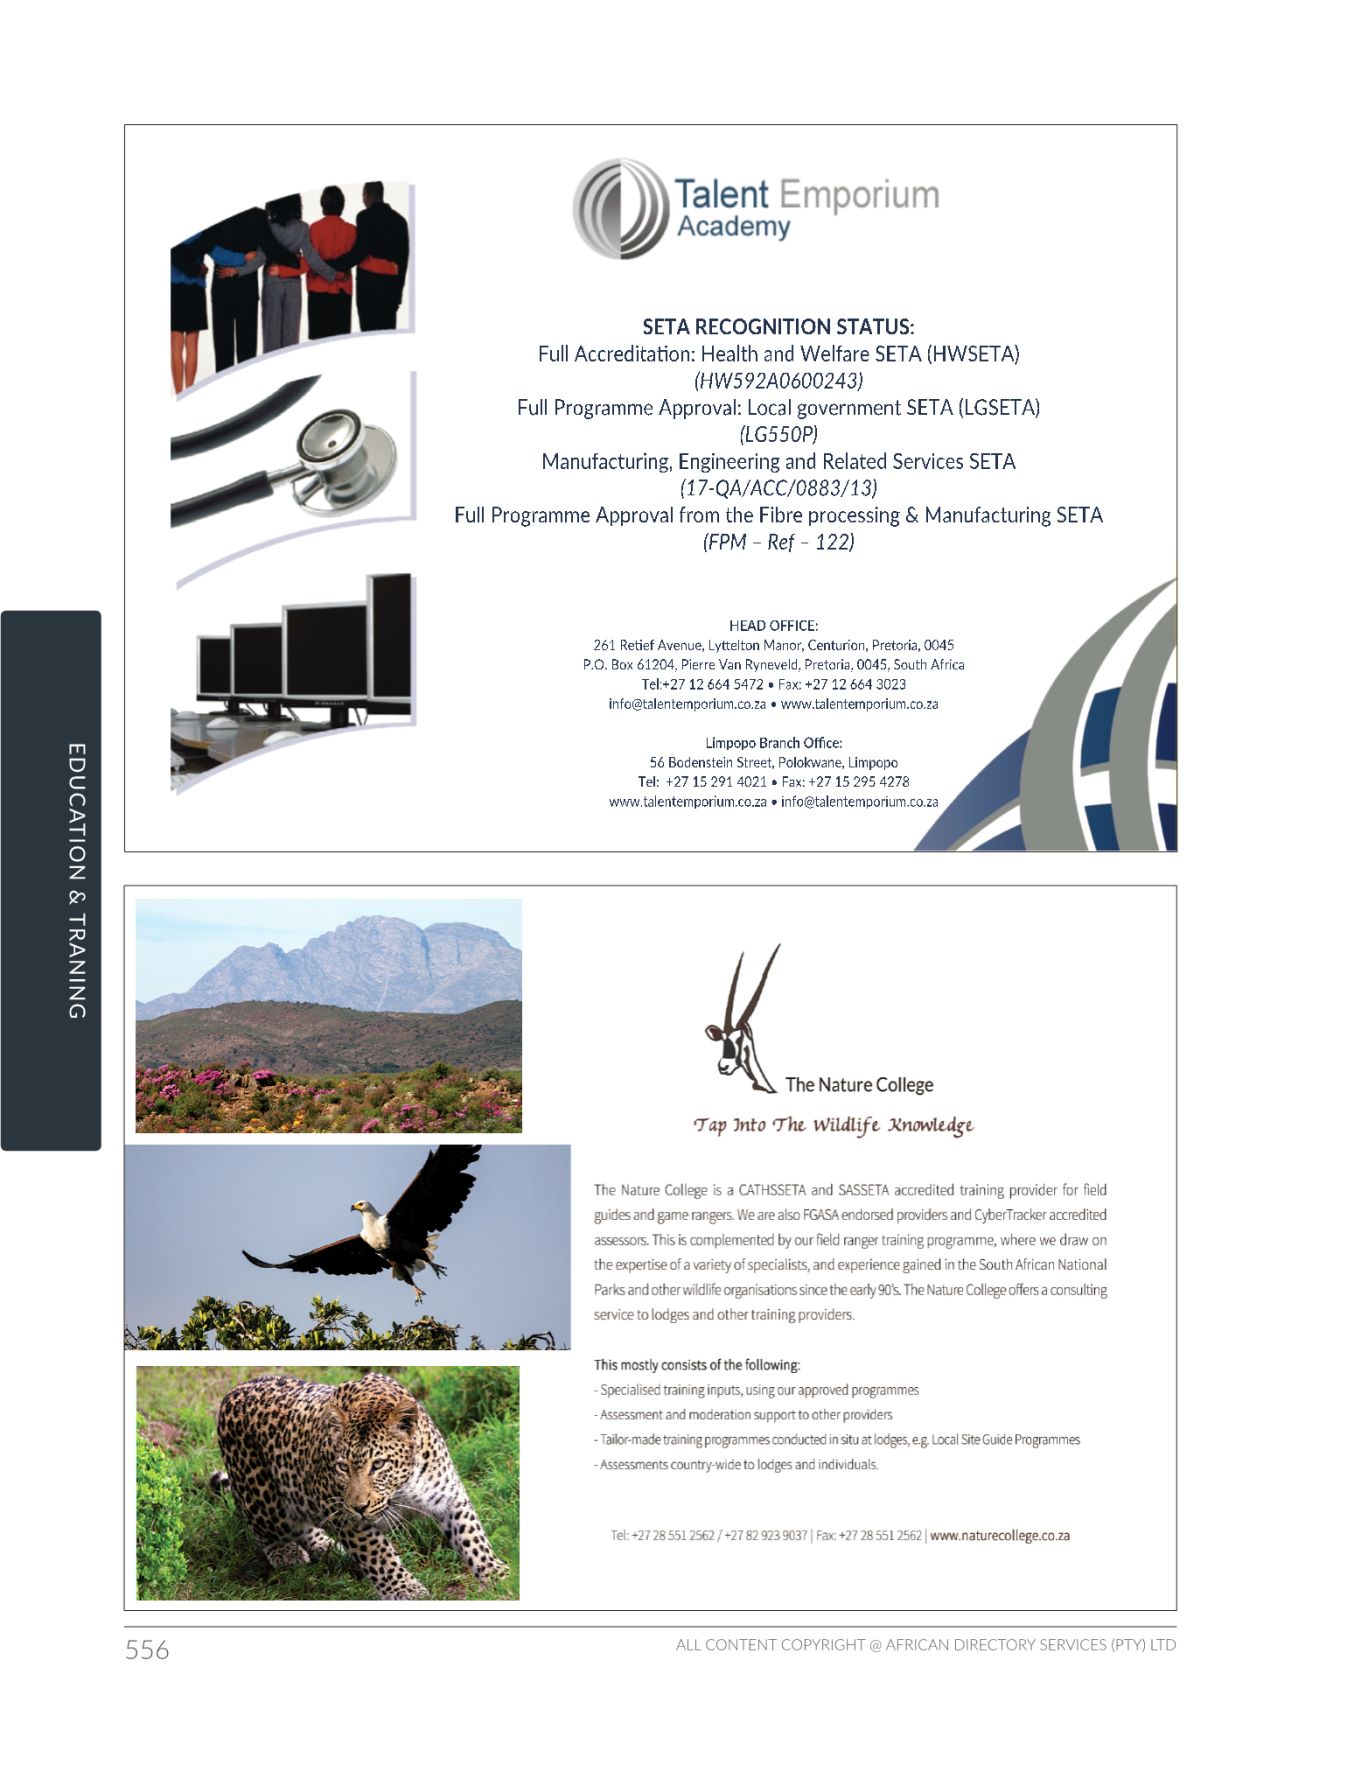 Talent Emporium
Academy
SETA RECOGNITION STATUS:
Full Accreditation: Health and Welfare SETA (HWSETA)
(HW592A0600243)
Full Programme Approval: Local government SETA (LGSETA)
(LG550P)
Manufacturing, Engineering and Related Services SETA
(17-QA/ACC/0883/13)
Full Programme Approval from the Fibre processing & Manufacturing SETA
(FPM – Ref – 122)
HEAD OFFICE:
261 Retief Avenue, Lyttelton Manor, Centurion, Pretoria, 0045
P.O. Box 61204, Pierre Van Ryneveld, Pretoria, 0045, South Africa
Tel:+27 12 664 5472 • Fax: +27 12 664 3023
info@talentemporium.co.za • www.talentemporium.co.za
Limpopo Branch Office:
56 Bodenstein Street, Polokwane, Limpopo
Tel: +27 15 291 4021 • Fax: +27 15 295 4278
www.talentemporium.co.za • info@talentemporium.co.za
EDUCATION & TRANING
The Nature College
Tap Into The Wildlife Knowledge
The Nature College is a CATHSSETA and SASSETA accredited training provider for field
guides and game rangers. We are also FGASA endorsed providers and CyberTracker accredited
assessors. This is complemented by our field ranger training programme, where we draw on
the expertise of a variety of specialists, and experience gained in the South African National
Parks and other wildlife organisations since the early 90's. The Nature College offers a consulting
service to lodges and other training providers.
This mostly consists of the following:
- Specialised training inputs, using our approved programmes
- Assessment and moderation support to other providers
- Tailor-made training programmes conducted in situ at lodges, e.g. Local Site Guide Programmes
- Assessments country-wide to lodges and individuals.
Tel: +27 28 551 2562 / +27 82 923 9037 | Fax: +27 28 551 2562 | www.naturecollege.co.za
556
ALL CONTENT COPYRIGHT @ AFRICAN DIRECTORY SERVICES (PTY) LTD